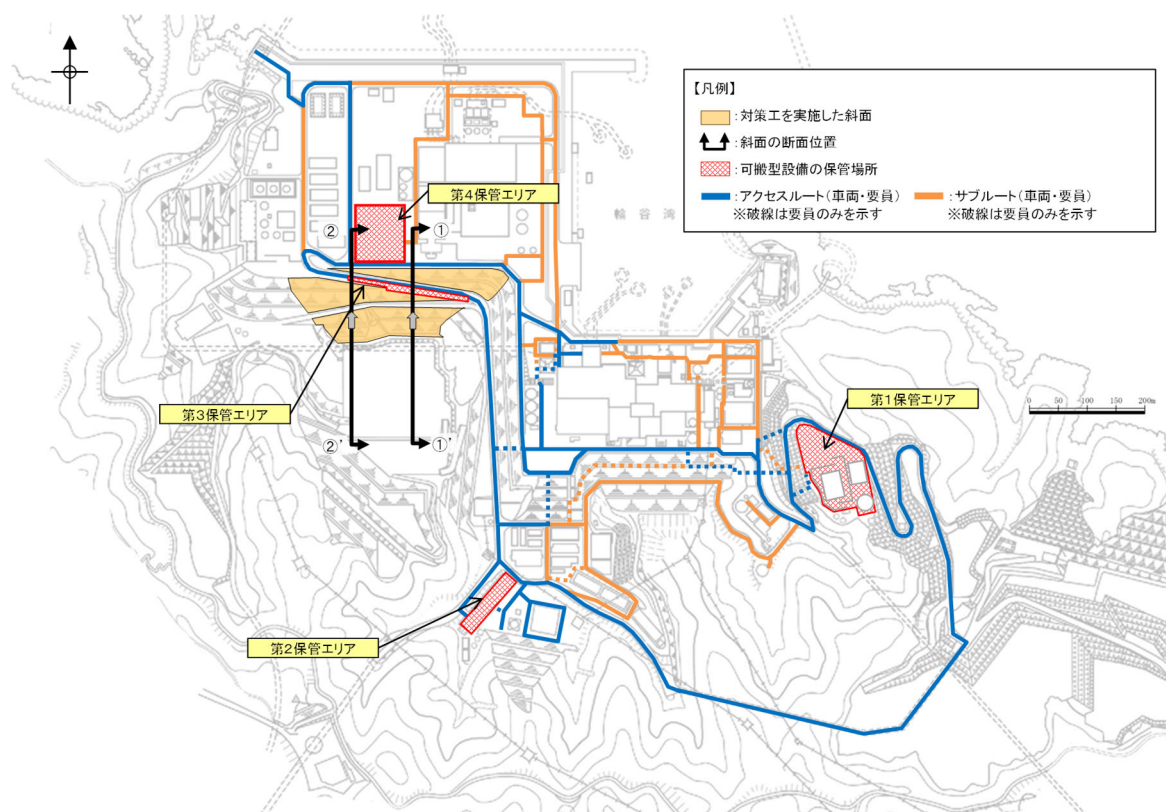 【凡例】
：対策工を実施した斜面
：斜面の断面位置
：可搬型設備の保管場所
：アクセスルート（車両・要員）
※破線は要員のみを示す
：サブルート（車両・要員）
※破線は要員のみを示す
第4保管エリア
輪谷湾
②
①
第3保管エリア
第1保管エリア
0 50 100 150 200m
②’
①’
第2保管エリア